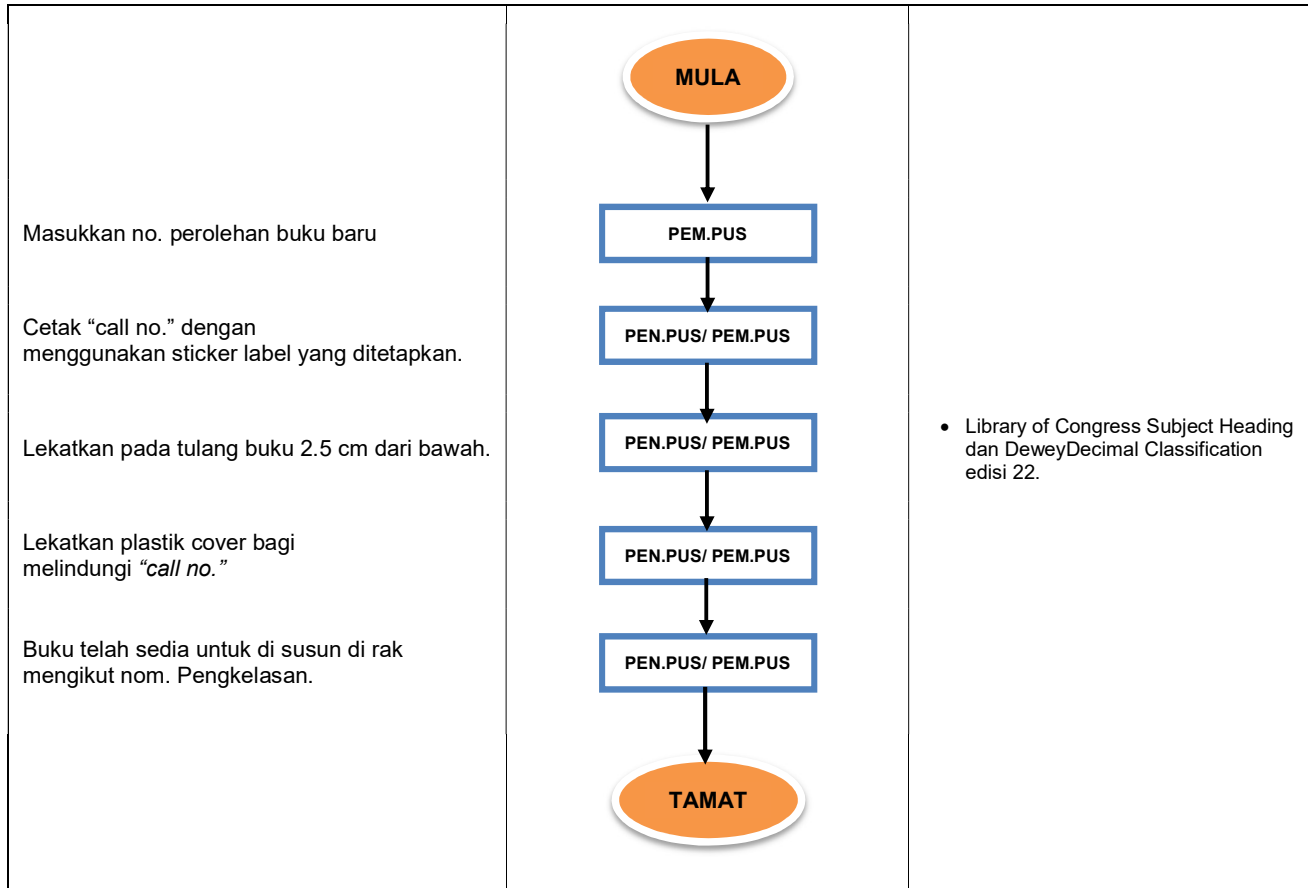 MULA
Masukkan no. perolehan buku baru
PEM.PUS
Cetak “call no.” dengan
menggunakan sticker label yang ditetapkan.
PEN.PUS/ PEM.PUS
Lekatkan pada tulang buku 2.5 cm dari bawah.
PEN.PUS/ PEM.PUS
• Library of Congress Subject Heading
dan DeweyDecimal Classification
edisi 22.
Lekatkan plastik cover bagi
melindungi “call no.”
PEN.PUS/ PEM.PUS
Buku telah sedia untuk di susun di rak
mengikut nom. Pengkelasan.
PEN.PUS/ PEM.PUS
TAMAT